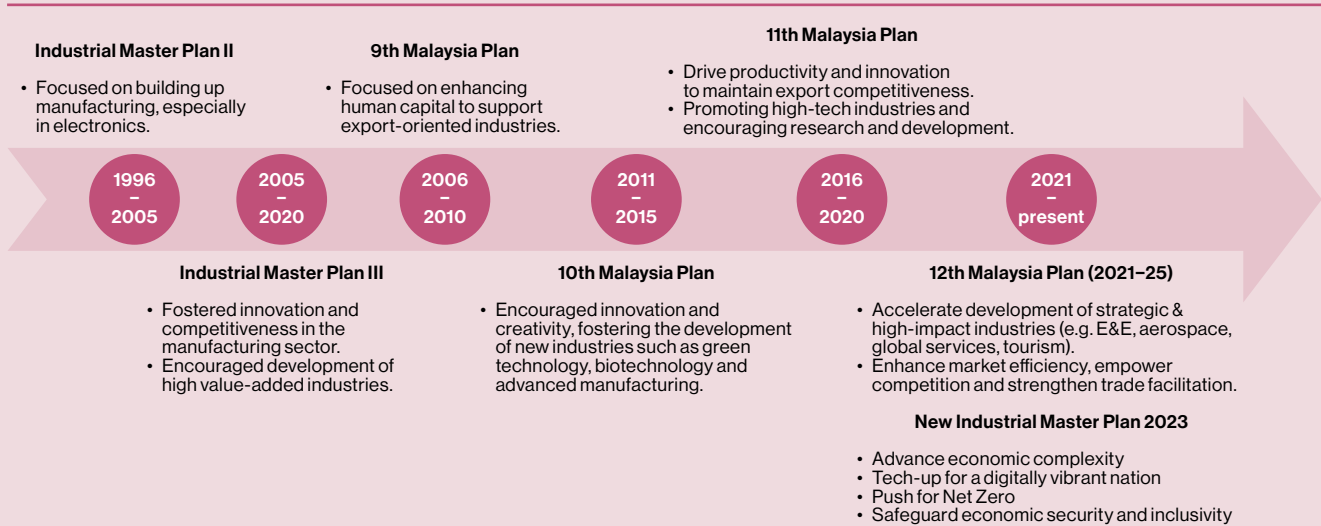 Industrial Master Plan II
• Focused on building up
manufacturing, especially
in electronics.
9th Malaysia Plan
• Focused on enhancing
human capital to support
export-oriented industries.
11th Malaysia Plan
• Drive productivity and innovation
to maintain export competitiveness.
• Promoting high-tech industries and
encouraging research and development.
1996
–
2005
2005
–
2020
2006
–
2010
2011
–
2015
2016
–
2020
2021
–
present
Industrial Master Plan III
• Fostered innovation and
competitiveness in the
manufacturing sector.
• Encouraged development of
high value-added industries.
10th Malaysia Plan
• Encouraged innovation and
creativity, fostering the development
of new industries such as green
technology, biotechnology and
advanced manufacturing.
12th Malaysia Plan (2021–25)
• Accelerate development of strategic &
high-impact industries (e.g. E&E, aerospace,
global services, tourism).
• Enhance market efficiency, empower
competition and strengthen trade facilitation.
New Industrial Master Plan 2023
• Advance economic complexity
• Tech-up for a digitally vibrant nation
• Push for Net Zero
• Safeguard economic security and inclusivity